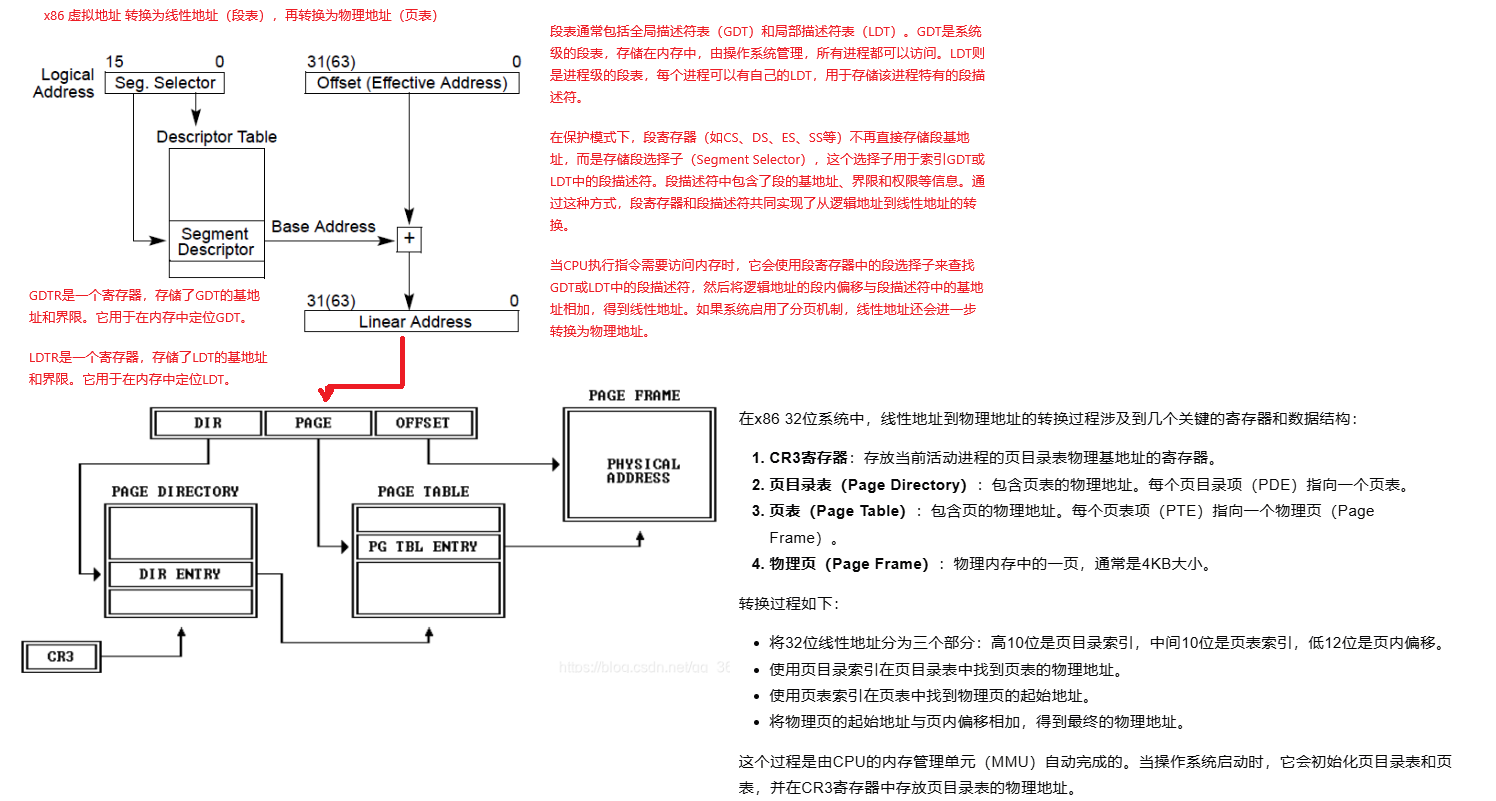 x86 虚拟地址 转换为线性地址（段表），再转换为物理地址（页表）
15 0
Logical Address
Seg. Selector
31(63) 0
Offset (Effective Address)
Descriptor Table
Segment Descriptor
Base Address
+
31(63) 0
Linear Address
GDTR是一个寄存器，存储了GDT的基地
址和界限。它用于在内存中定位GDT。
LDTR是一个寄存器，存储了LDT的基地址
和界限。它用于在内存中定位LDT。
段表通常包括全局描述符表（GDT）和局部描述符表（LDT）。GDT是系统
级的段表，存储在内存中，由操作系统管理，所有进程都可以访问。LDT则
是进程级的段表，每个进程可以有自己的LDT，用于存储该进程特有的段描
述符。
在保护模式下，段寄存器（如CS、DS、ES、SS等）不再直接存储段基地
址，而是存储段选择子（Segment Selector），这个选择子用于索引GDT或
LDT中的段描述符。段描述符中包含了段的基地址、界限和权限等信息。通
过这种方式，段寄存器和段描述符共同实现了从逻辑地址到线性地址的转
换。
当CPU执行指令需要访问内存时，它会使用段寄存器中的段选择子来查找
GDT或LDT中的段描述符，然后将逻辑地址的段内偏移与段描述符中的基地
址相加，得到线性地址。如果系统启用了分页机制，线性地址还会进一步
转换为物理地址。
DIR PAGE OFFSET
PAGE FRAME
PHYSICAL
ADDRESS
PAGE DIRECTORY
DIR ENTRY
PAGE TABLE
PG TBL ENTRY
CR3
在x86 32位系统中，线性地址到物理地址的转换过程涉及到几个关键的寄存器和数据结构：
1. CR3寄存器：存放当前活动进程的页目录表物理基地址的寄存器。
2. 页目录表（Page Directory）：包含页表的物理地址。每个页目录项（PDE）指向一个页表。
3. 页表（Page Table）：包含页的物理地址。每个页表项（PTE）指向一个物理页（Page
Frame）。
4. 物理页（Page Frame）：物理内存中的一页，通常是4KB大小。
转换过程如下：
• 将32位线性地址分为三个部分：高10位是页目录索引，中间10位是页表索引，低12位是页内偏移。
• 使用页目录索引在页目录表中找到页表的物理地址。
• 使用页表索引在页表中找到物理页的起始地址。
• 将物理页的起始地址与页内偏移相加，得到最终的物理地址。
这个过程是由CPU的内存管理单元（MMU）自动完成的。当操作系统启动时，它会初始化页目录表和页
表，并在CR3寄存器中存放页目录表的物理地址。